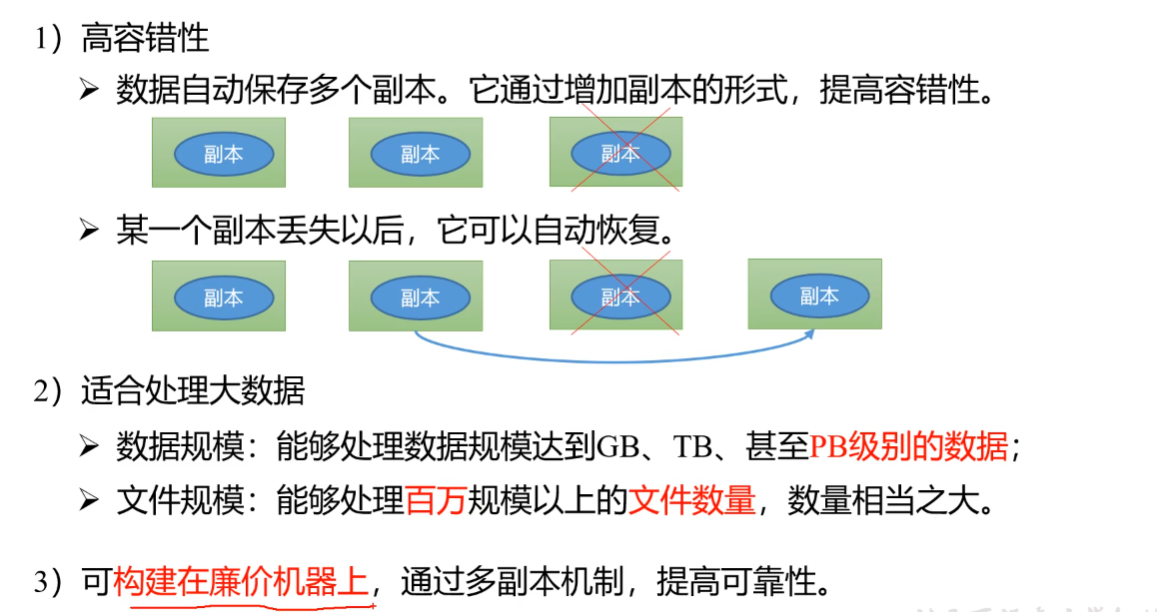 1）高容错性
➢ 数据自动保存多个副本。它通过增加副本的形式，提高容错性。
副本 副本 副本
➢ 某一个副本丢失以后，它可以自动恢复。
副本 副本 副本 副本
2）适合处理大数据
➢ 数据规模：能够处理数据规模达到GB、TB、甚至PB级别的数据；
➢ 文件规模：能够处理百万规模以上的文件数量，数量相当之大。
3）可构建在廉价机器上，通过多副本机制，提高可靠性。